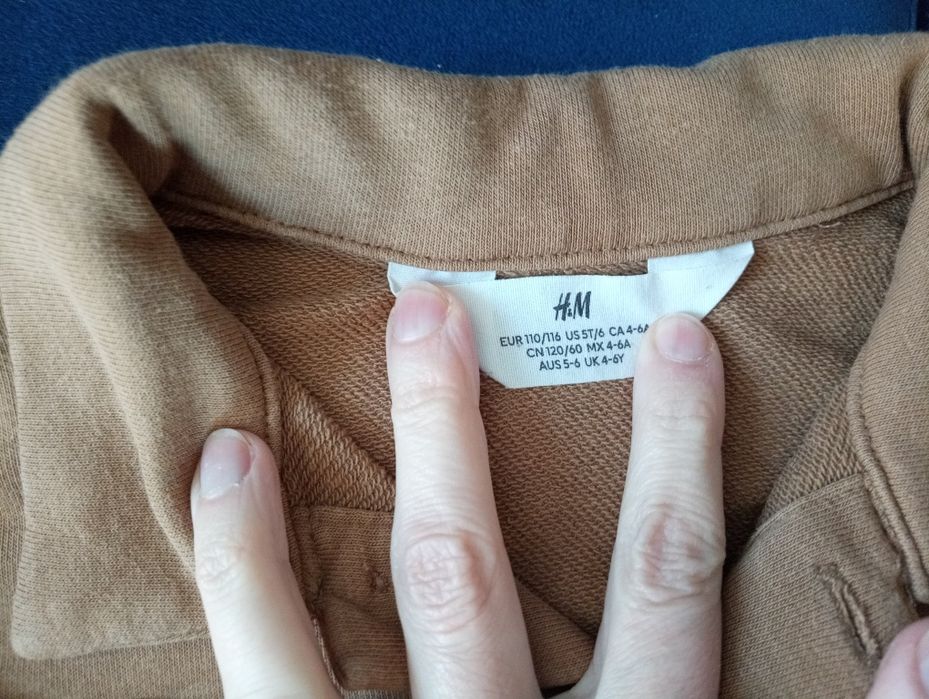 H&M
EUR 110/116 US 5T/6 CA 4-6A
CN 120/60 MX 4-6A
AUS 5-6 UK 4-6Y